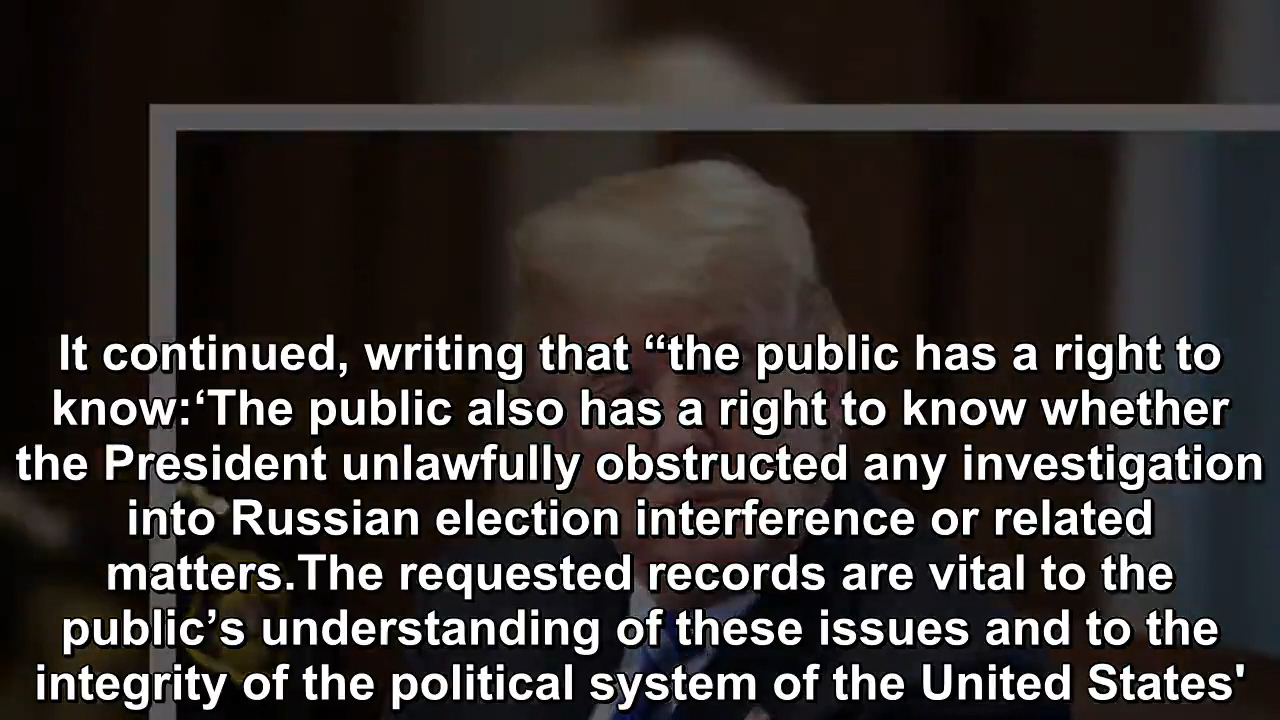 It continued, writing that “the public has a right to
know:‘The public also has a right to know whether
the President unlawfully obstructed any investigation
into Russian election interference or related
matters.The requested records are vital to the
public’s understanding of these issues and to the
integrity of the political system of the United States'